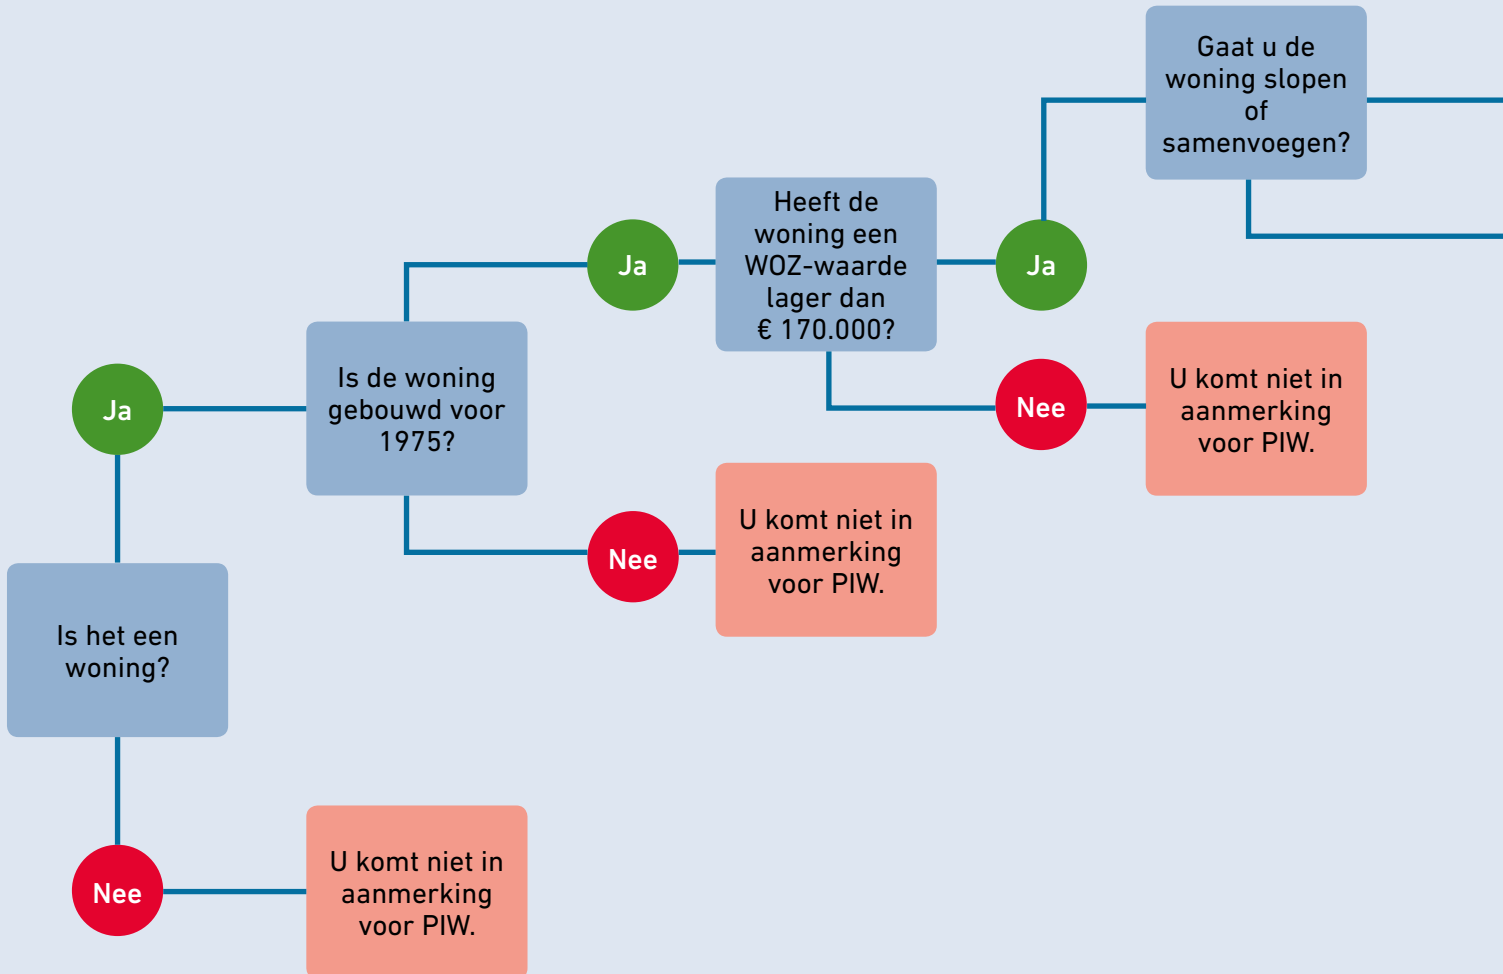 Gaat u de
woning slopen
of
samenvoegen?
Heeft de
woning een
WOZ-waarde
lager dan
€ 170.000?
Ja
Ja
Is de woning
gebouwd voor
1975?
Ja
Nee
U komt niet in
aanmerking
voor PIW.
Nee
U komt niet in
aanmerking
voor PIW.
Is het een
woning?
Nee
U komt niet in
aanmerking
voor PIW.